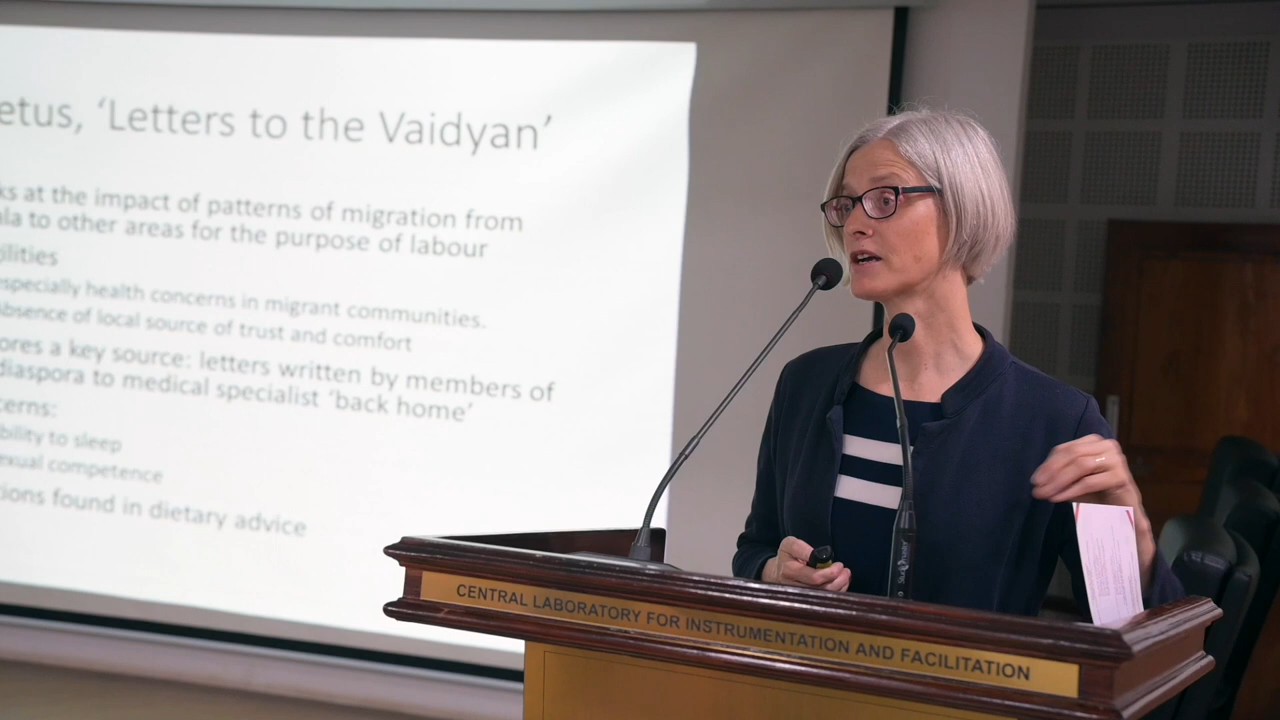 etus, ‘Letters to the Vaidyan’
ks at the impact of patterns of migration from
ala to other areas for the purpose of labour
ilities
especially health concerns in migrant communities.
Absence of local source of trust and comfort
ores a key source: letters written by members of
diaspora to medical specialist ‘back home’
cerns:
bility to sleep
exual competence
tions found in dietary advice
CENTRAL LABORATORY FOR INSTRUMENTATION AND FACILITATION